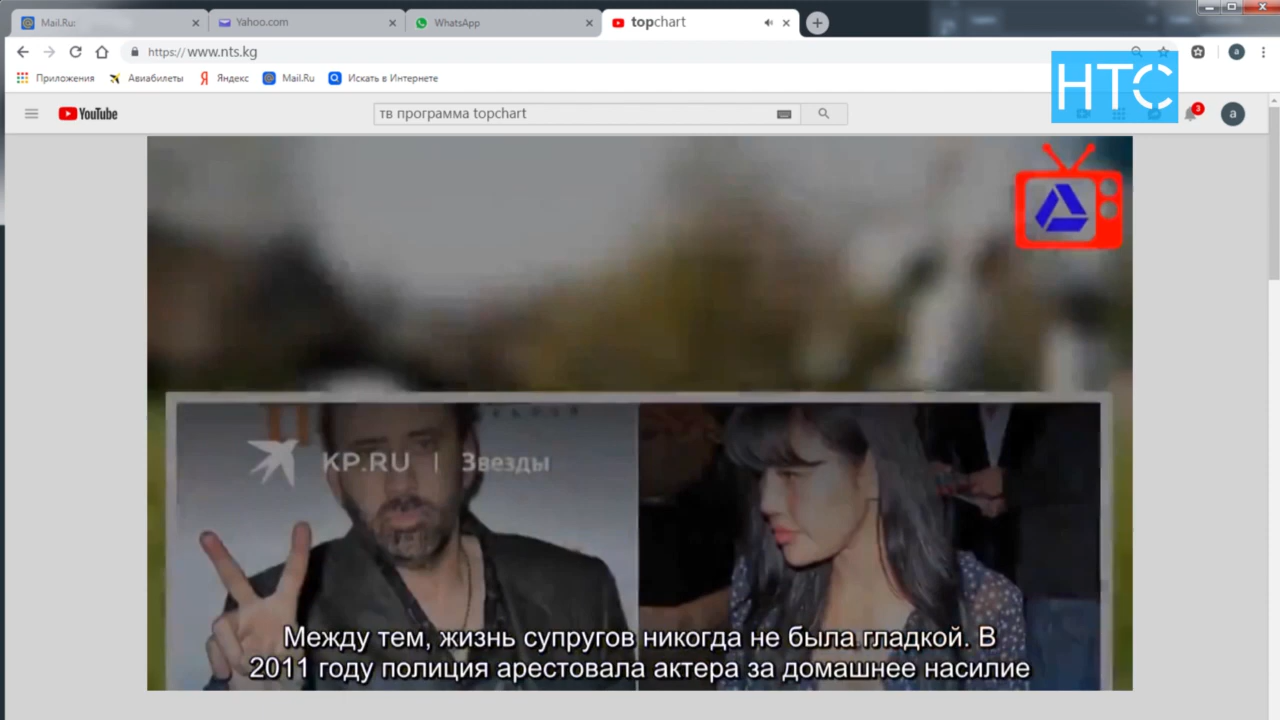 Mail.Ru:
Yahoo.com
WhatsApp
topchart
https://www.nts.kg
a
Приложения
Авиабилеты
Яндекс
Mail.Ru
Искать в Интернете
НТС
YouTube
тв программа topchart
3
a
KP.RU | Звезды
Между тем, жизнь супругов никогда не была гладкой. В
2011 году полиция арестовала актера за домашнее насилие